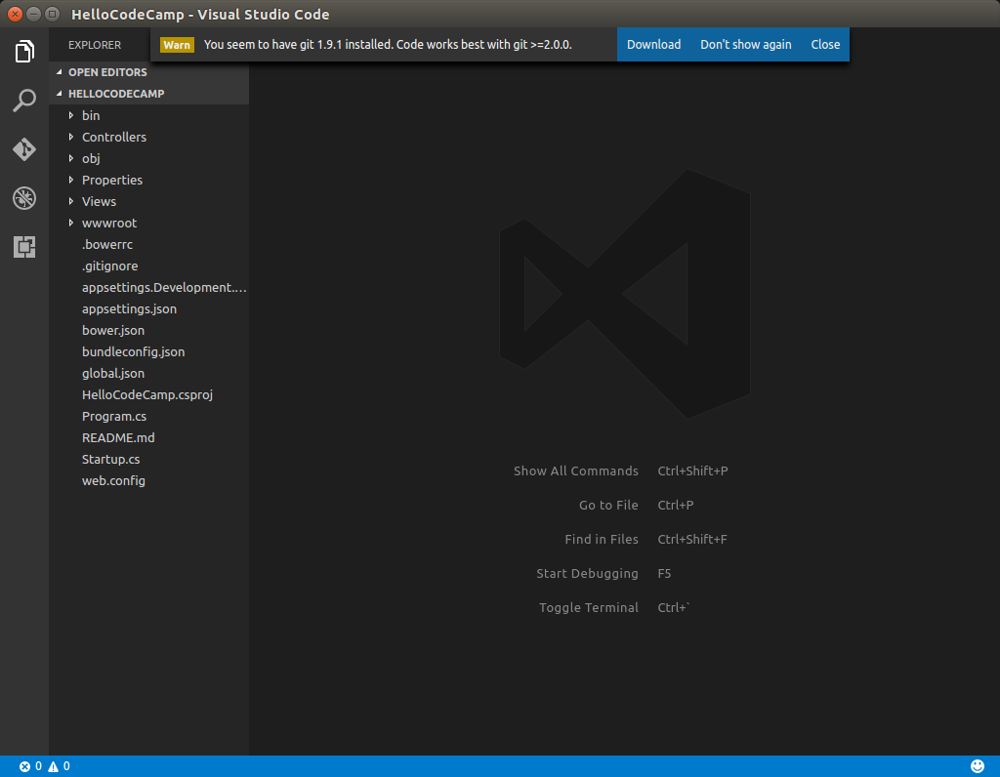 HelloCodeCamp - Visual Studio Code
EXPLORER
Warn You seem to have git 1.9.1 installed. Code works best with git >=2.0.0. Download Don't show again Close
OPEN EDITORS
HELLOCODECAMP
bin
Controllers
obj
Properties
Views
wwwroot
.bowerrc
.gitignore
appsettings.Development....
appsettings.json
bower.json
bundleconfig.json
global.json
HelloCodeCamp.csproj
Program.cs
README.md
Startup.cs
web.config
Show All Commands Ctrl+Shift+P
Go to File Ctrl+P
Find in Files Ctrl+Shift+F
Start Debugging F5
Toggle Terminal Ctrl+`
0 0